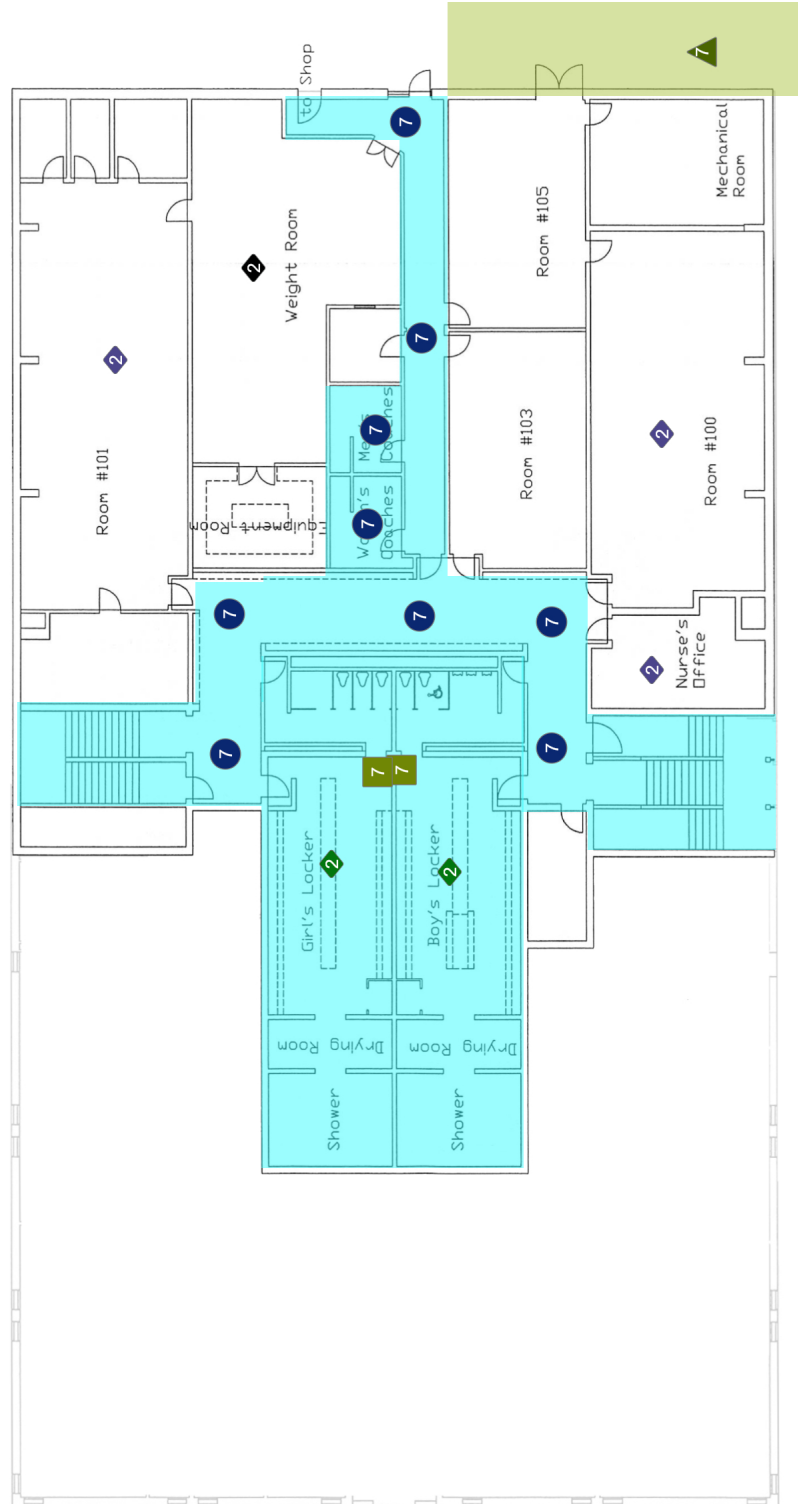 to Shop
7
7
Mechanical
Room
Room #105
Weight Room
2
7
2
Men's
Coaches
7
Room #103
2
Room #100
Room #101
Women's
Coaches
7
Equipment Room
7
7
7
2
Nurse's
Office
7
7
7
7
Girl's Locker
2
Boy's Locker
2
Drying
Room
Drying
Room
Shower
Shower